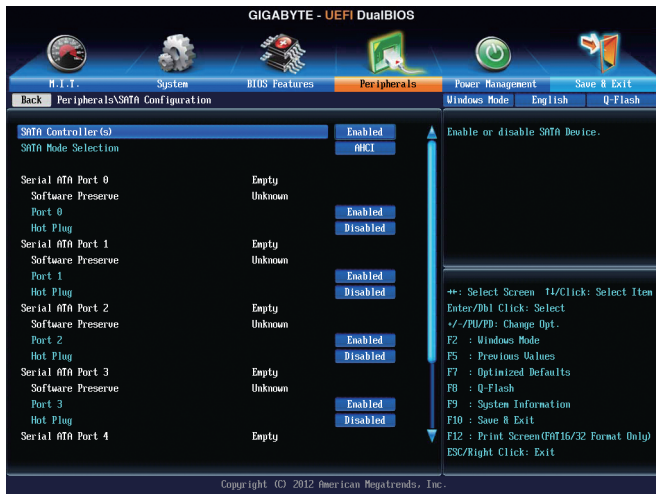 GIGABYTE - UEFI DualBIOS
M.I.T. System BIOS Features Peripherals Power Management Save & Exit
Back Peripherals\SATA Configuration Windows Mode English Q-Flash
SATA Controller(s) Enabled
SATA Mode Selection AHCI
Serial ATA Port 0 Empty
Software Preserve Unknown
Port 0 Enabled
Hot Plug Disabled
Serial ATA Port 1 Empty
Software Preserve Unknown
Port 1 Enabled
Hot Plug Disabled
Serial ATA Port 2 Empty
Software Preserve Unknown
Port 2 Enabled
Hot Plug Disabled
Serial ATA Port 3 Empty
Software Preserve Unknown
Port 3 Enabled
Hot Plug Disabled
Serial ATA Port 4 Empty
Enable or disable SATA Device.
→←: Select Screen ↑↓/Click: Select Item
Enter/Dbl Click: Select
+/-/PU/PD: Change Opt.
F2 : Windows Mode
F5 : Previous Values
F7 : Optimized Defaults
F8 : Q-Flash
F9 : System Information
F10 : Save & Exit
F12 : Print Screen(FAT16/32 Format Only)
ESC/Right Click: Exit
Copyright (C) 2012 American Megatrends, Inc.